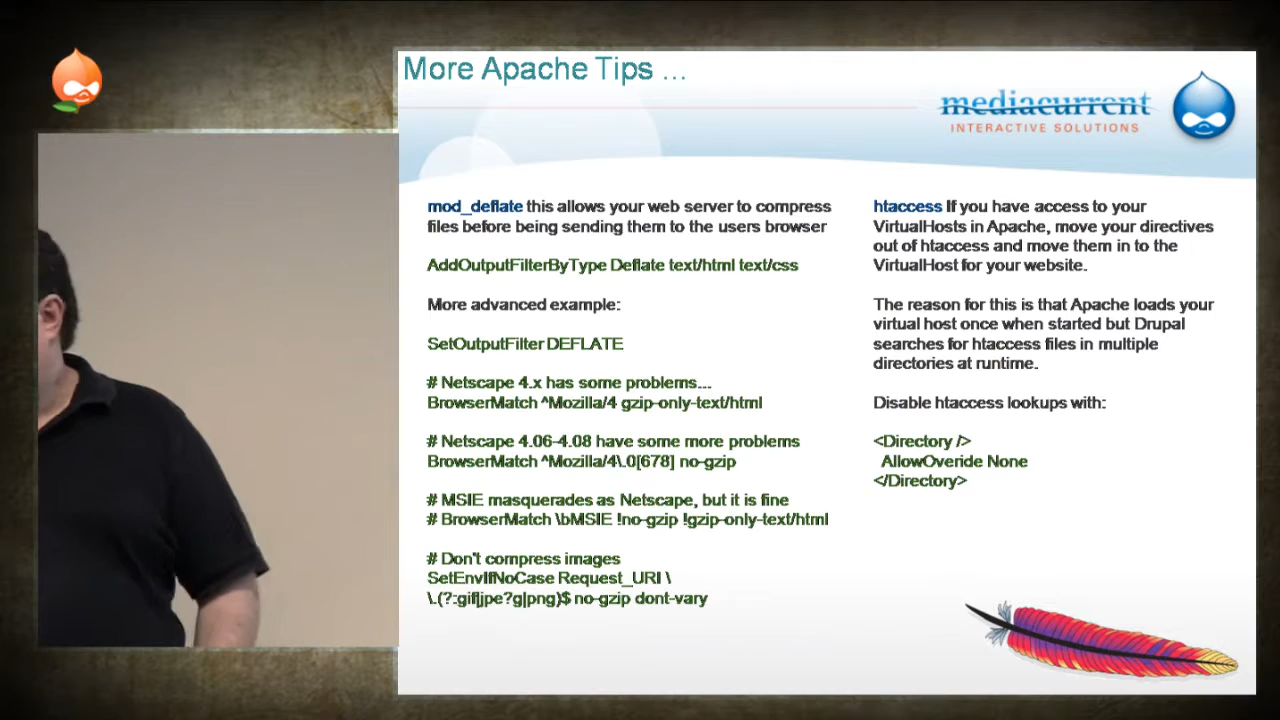 More Apache Tips ...
mediacurrent
INTERACTIVE SOLUTIONS
mod_deflate this allows your web server to compress
files before being sending them to the users browser
AddOutputFilterByType Deflate text/html text/css
More advanced example:
SetOutputFilter DEFLATE
# Netscape 4.x has some problems...
BrowserMatch ^Mozilla/4 gzip-only-text/html
# Netscape 4.06-4.08 have some more problems
BrowserMatch ^Mozilla/4\.0[678] no-gzip
# MSIE masquerades as Netscape, but it is fine
# BrowserMatch \bMSIE !no-gzip !gzip-only-text/html
# Don't compress images
SetEnvIfNoCase Request_URI \
\.(?:gif|jpe?g|png)$ no-gzip dont-vary
htaccess If you have access to your
VirtualHosts in Apache, move your directives
out of htaccess and move them in to the
VirtualHost for your website.
The reason for this is that Apache loads your
virtual host once when started but Drupal
searches for htaccess files in multiple
directories at runtime.
Disable htaccess lookups with:
<Directory />
AllowOveride None
</Directory>